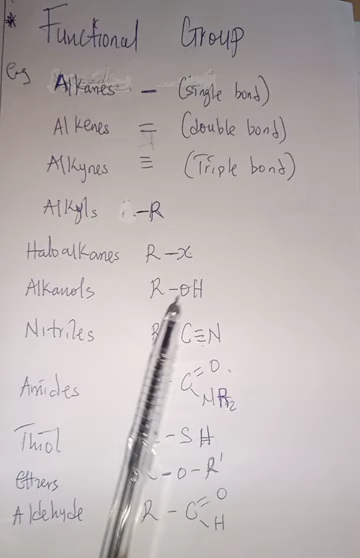 * Functional Group
eg
Alkanes - (single bond)
Alkenes = (double bond)
Alkynes ≡ (Triple bond)
Alkyls -R
Haloalkanes R-x
Alkanols R-OH
Nitriles R C≡N
Amides C=O
NR2
Thiol -SH
Ethers -O-R'
Aldehyde R-C=O
H